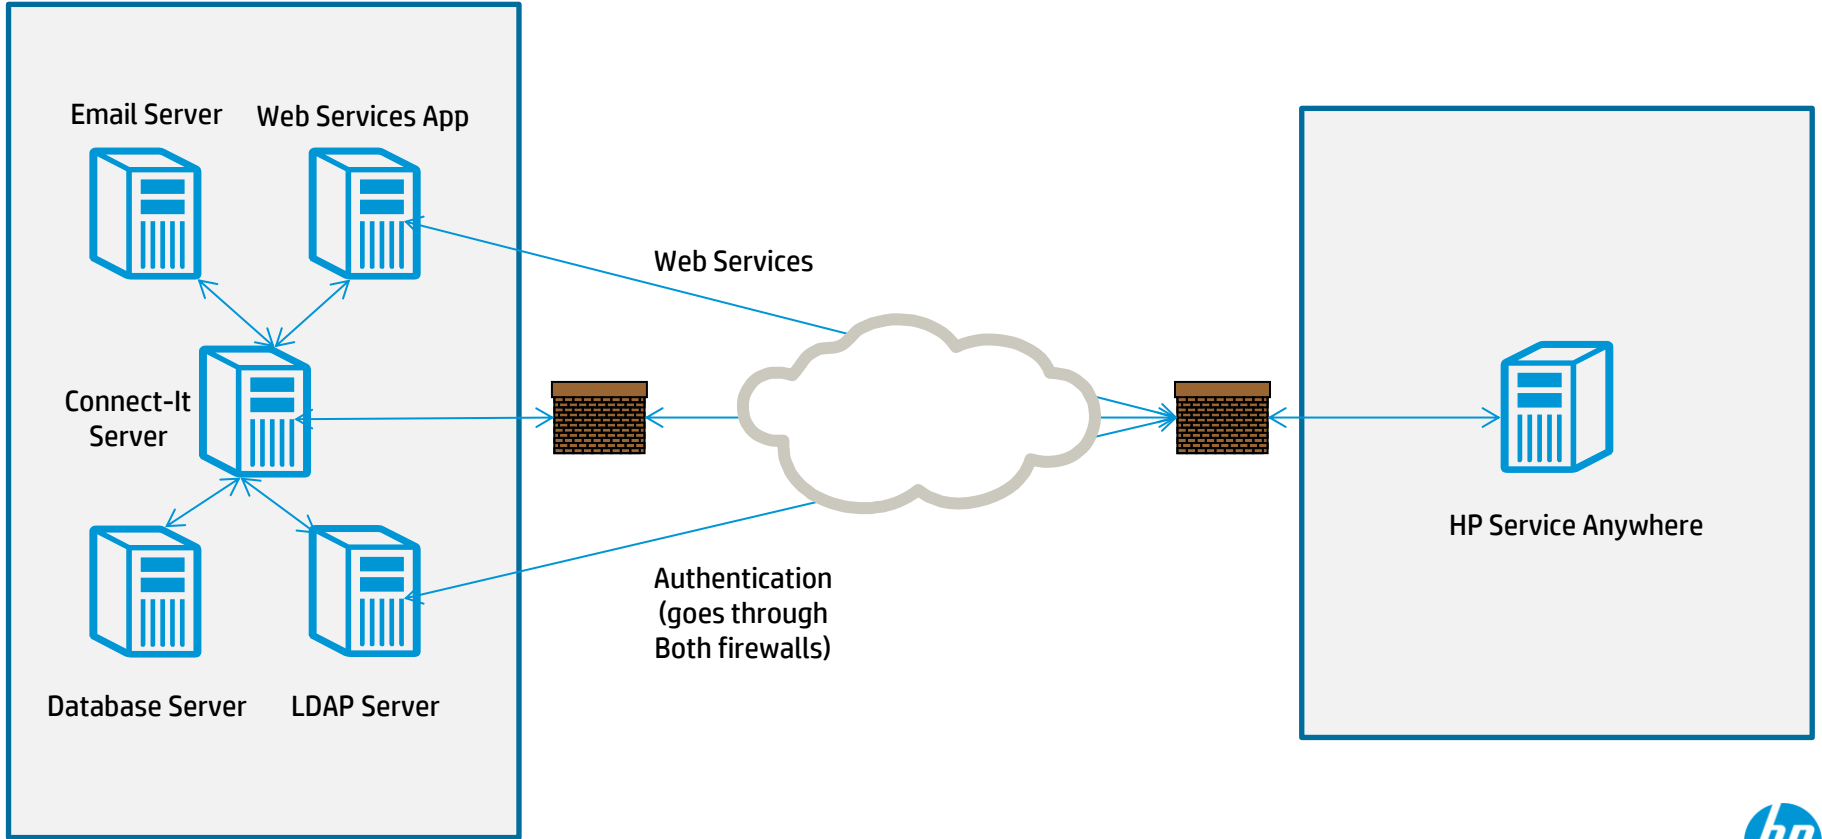 Email Server
Web Services App
Web Services
Connect-It
Server
HP Service Anywhere
Authentication
(goes through
Both firewalls)
Database Server
LDAP Server
hp